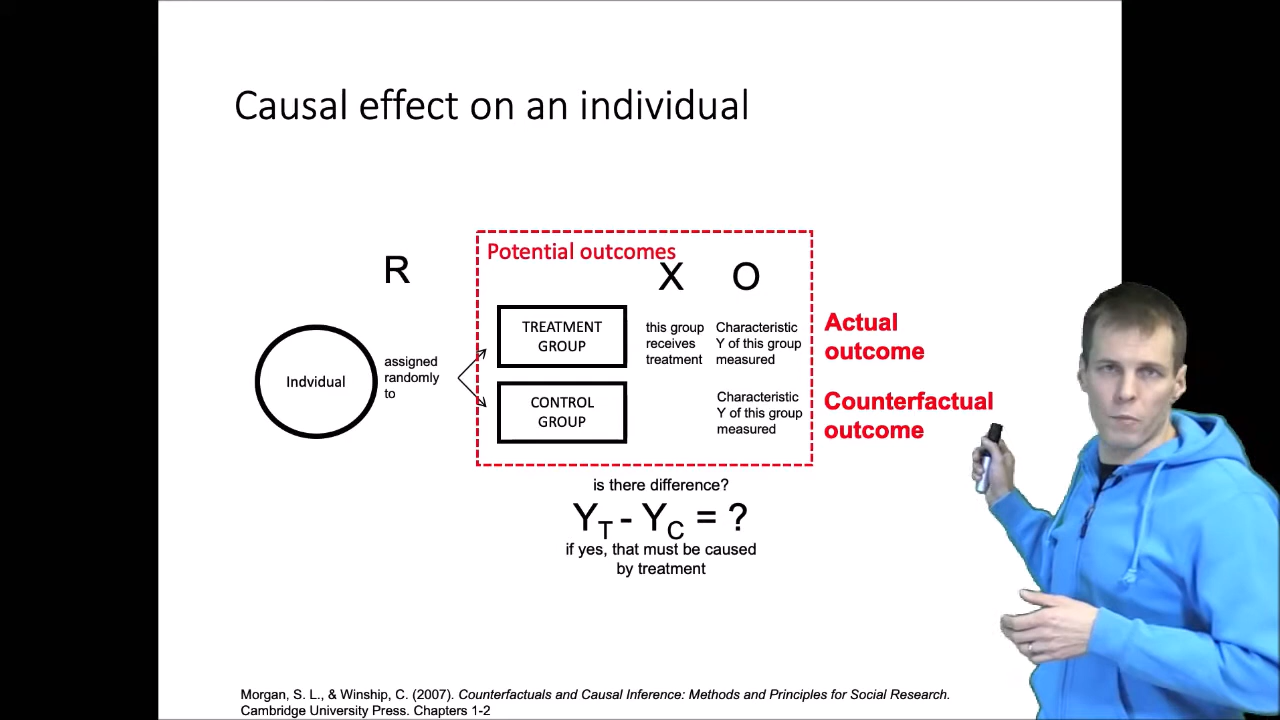 Causal effect on an individual
Potential outcomes
R
X O
TREATMENT
GROUP
this group
receives
treatment
Characteristic
Y of this group
measured
Actual
outcome
Indvidual
assigned
randomly
to
CONTROL
GROUP
Characteristic
Y of this group
measured
Counterfactual
outcome
is there difference?
YT - YC = ?
if yes, that must be caused
by treatment
Morgan, S. L., & Winship, C. (2007). Counterfactuals and Causal Inference: Methods and Principles for Social Research.
Cambridge University Press. Chapters 1-2